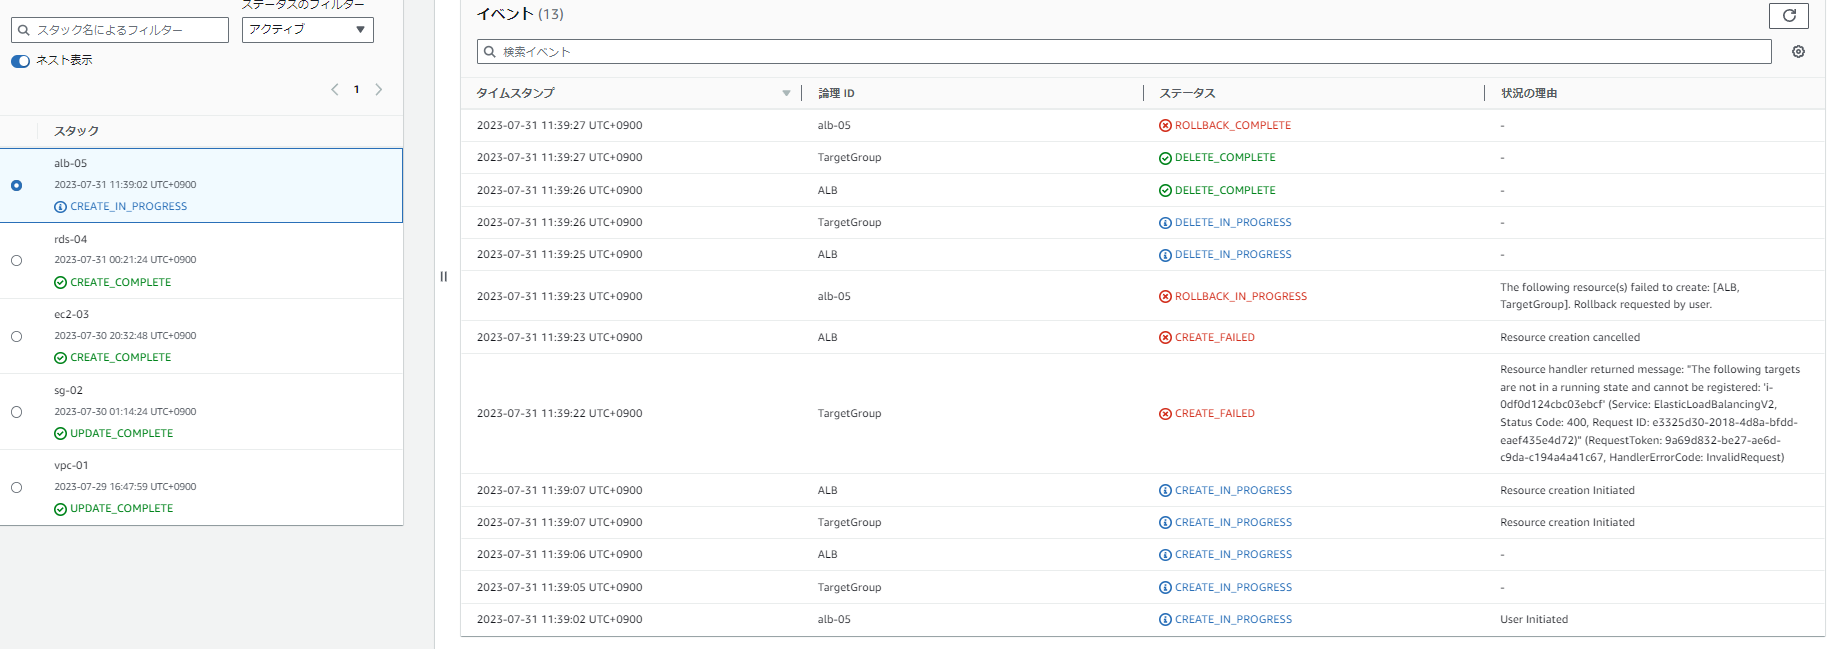 ステータスのフィルター
スタック名によるフィルター
アクティブ
ネスト表示
1
スタック
alb-05
2023-07-31 11:39:02 UTC+0900
CREATE_IN_PROGRESS
rds-04
2023-07-31 00:21:24 UTC+0900
CREATE_COMPLETE
ec2-03
2023-07-30 20:32:48 UTC+0900
CREATE_COMPLETE
sg-02
2023-07-30 01:14:24 UTC+0900
UPDATE_COMPLETE
vpc-01
2023-07-29 16:47:59 UTC+0900
UPDATE_COMPLETE
イベント (13)
検索イベント
タイムスタンプ 論理 ID ステータス 状況の理由
2023-07-31 11:39:27 UTC+0900 alb-05 ROLLBACK_COMPLETE -
2023-07-31 11:39:27 UTC+0900 TargetGroup DELETE_COMPLETE -
2023-07-31 11:39:26 UTC+0900 ALB DELETE_COMPLETE -
2023-07-31 11:39:26 UTC+0900 TargetGroup DELETE_IN_PROGRESS -
2023-07-31 11:39:25 UTC+0900 ALB DELETE_IN_PROGRESS -
2023-07-31 11:39:23 UTC+0900 alb-05 ROLLBACK_IN_PROGRESS The following resource(s) failed to create: [ALB,
TargetGroup]. Rollback requested by user.
2023-07-31 11:39:23 UTC+0900 ALB CREATE_FAILED Resource creation cancelled
2023-07-31 11:39:22 UTC+0900 TargetGroup CREATE_FAILED Resource handler returned message: "The following targets
are not in a running state and cannot be registered: 'i-
0df0d124cbc03ebcf' (Service: ElasticLoadBalancingV2,
Status Code: 400, Request ID: e3325d30-2018-4d8a-bfdd-
eaef435e4d72)" (RequestToken: 9a69d832-be27-ae6d-
c9da-c194a4a41c67, HandlerErrorCode: InvalidRequest)
2023-07-31 11:39:07 UTC+0900 ALB CREATE_IN_PROGRESS Resource creation Initiated
2023-07-31 11:39:07 UTC+0900 TargetGroup CREATE_IN_PROGRESS Resource creation Initiated
2023-07-31 11:39:06 UTC+0900 ALB CREATE_IN_PROGRESS -
2023-07-31 11:39:05 UTC+0900 TargetGroup CREATE_IN_PROGRESS -
2023-07-31 11:39:02 UTC+0900 alb-05 CREATE_IN_PROGRESS User Initiated